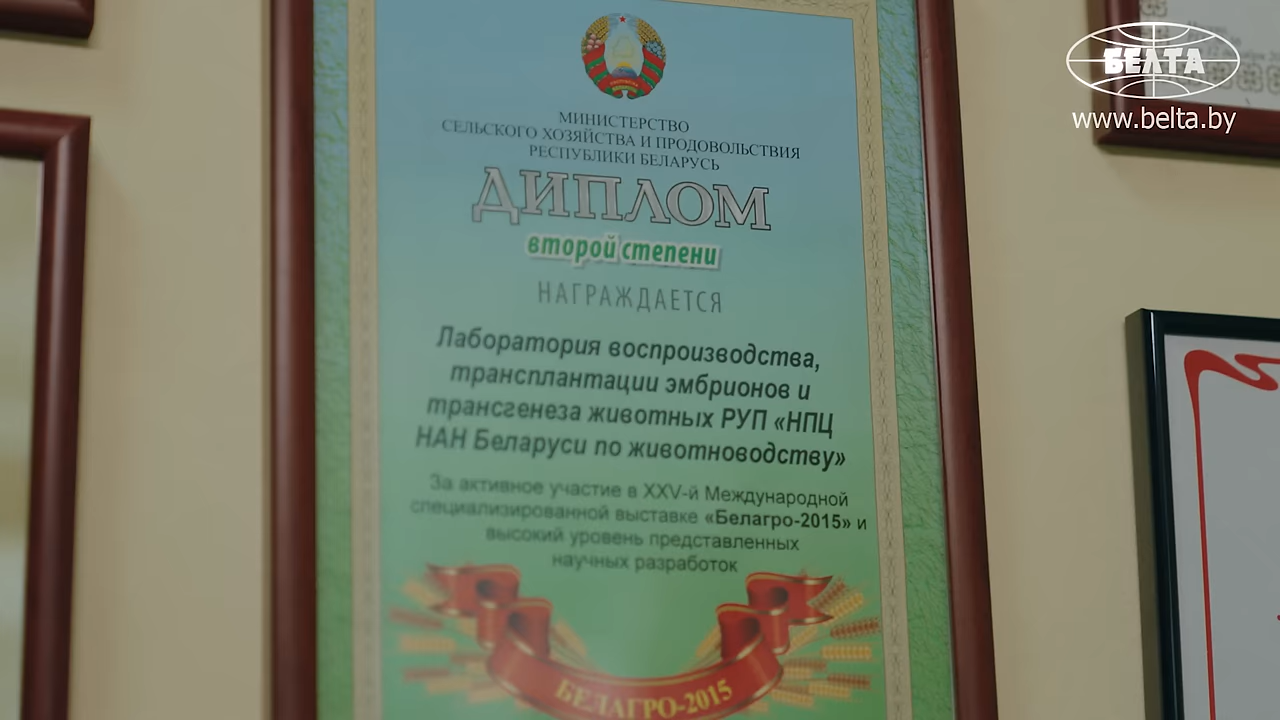 БЕЛТА
www.belta.by
МИНИСТЕРСТВО
СЕЛЬСКОГО ХОЗЯЙСТВА И ПРОДОВОЛЬСТВИЯ
РЕСПУБЛИКИ БЕЛАРУСЬ
ДИПЛОМ
второй степени
НАГРАЖДАЕТСЯ
Лаборатория воспроизводства,
трансплантации эмбрионов и
трансгенеза животных РУП «НПЦ
НАН Беларуси по животноводству»
За активное участие в XXV-й Международной
специализированной выставке «Белагро-2015» и
высокий уровень представленных
научных разработок
БЕЛАГРО-2015